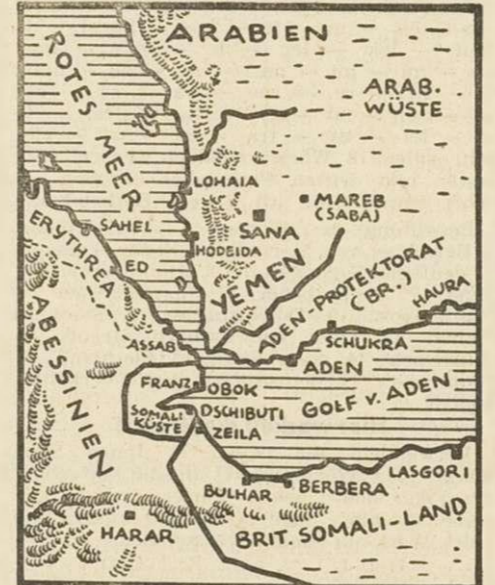 ARABIEN
ROTES MEER
ARAB.
WÜSTE
LOHAIA
MAREB
(SABA)
SANA
SAHEL
ERYTHREA
HODEIDA
ED
YEMEN
ADEN-PROTEKTORAT
(BR.)
HAURA
ABESSINIEN
ASSAB
SCHUKRA
ADEN
FRANZ.
OBOK
GOLF v. ADEN
SOMALI
KÜSTE
DSCHIBUTI
ZEILA
LASGORI
BULHAR
BERBERA
BRIT. SOMALI-LAND
HARAR